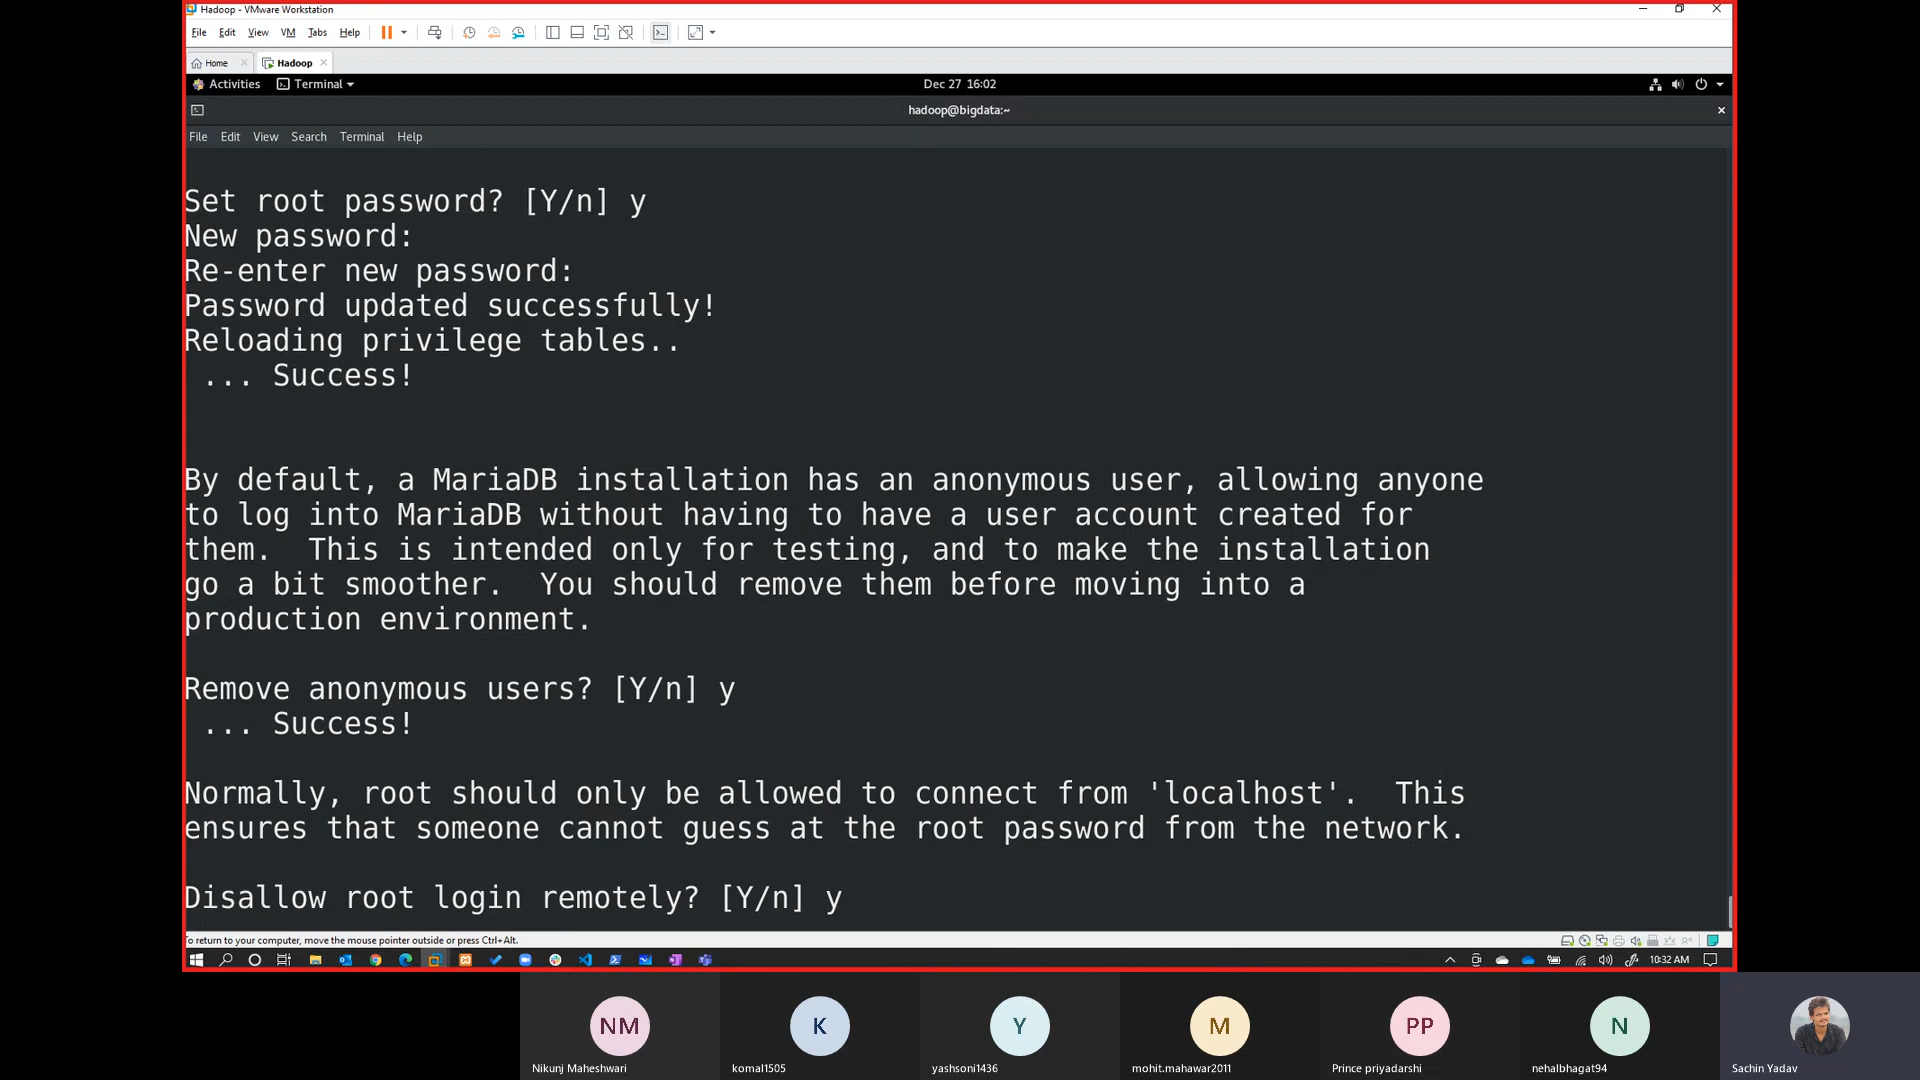 Hadoop - VMware Workstation
File Edit View VM Tabs Help
Home Hadoop
Activities Terminal Dec 27 16:02
hadoop@bigdata:~
File Edit View Search Terminal Help
Set root password? [Y/n] y
New password:
Re-enter new password:
Password updated successfully!
Reloading privilege tables..
... Success!
By default, a MariaDB installation has an anonymous user, allowing anyone
to log into MariaDB without having to have a user account created for
them.  This is intended only for testing, and to make the installation
go a bit smoother.  You should remove them before moving into a
production environment.
Remove anonymous users? [Y/n] y
... Success!
Normally, root should only be allowed to connect from 'localhost'.  This
ensures that someone cannot guess at the root password from the network.
Disallow root login remotely? [Y/n] y
To return to your computer, move the mouse pointer outside or press Ctrl+Alt.
10:32 AM
NM K Y M PP N
Nikunj Maheshwari komal1505 yashsoni1436 mohit.mahawar2011 Prince priyadarshi nehalbhagat94 Sachin Yadav